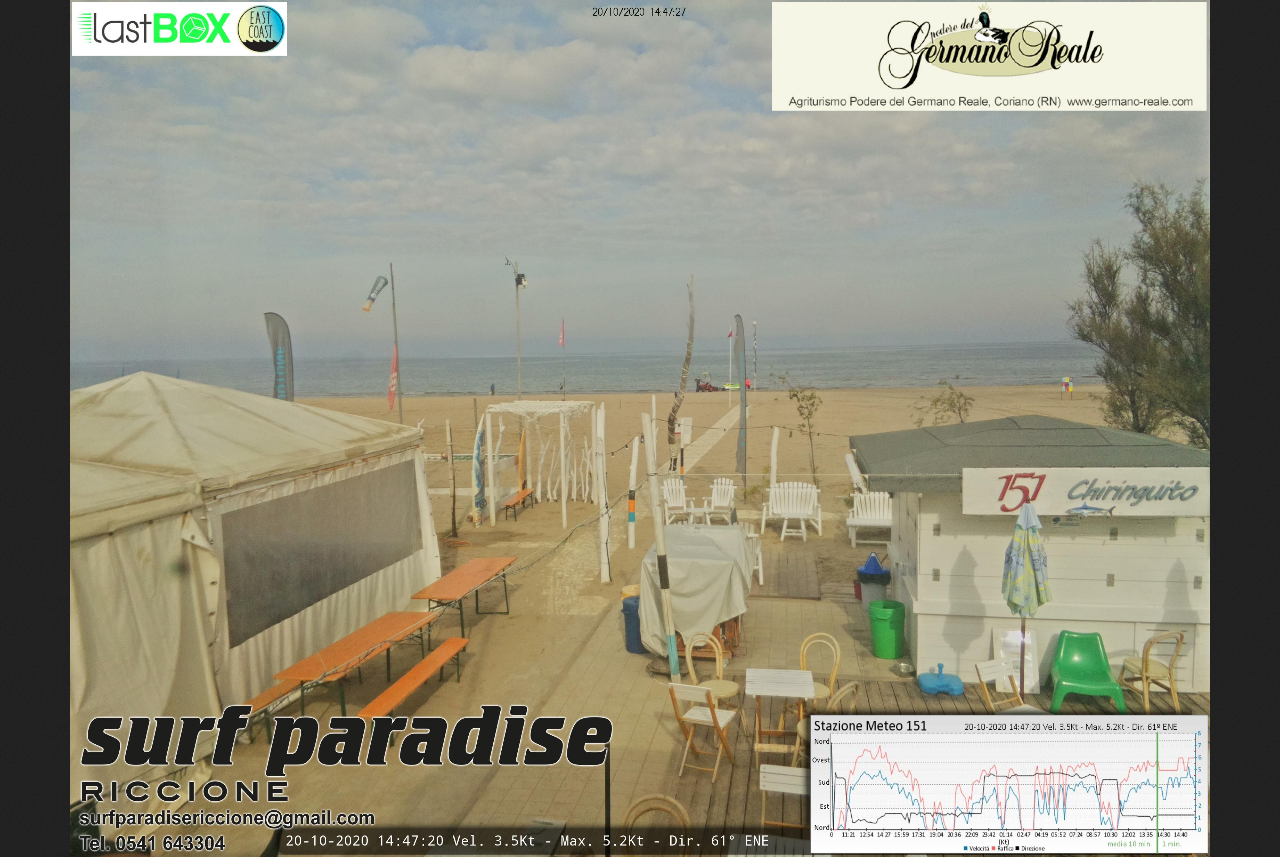 lastBOX
EAST
COAST
20/10/2020 14:47:27
podere del
Germano Reale
Agriturismo Podere del Germano Reale, Coriano (RN) www.germano-reale.com
151 Chiringuito
surf paradise
RICCIONE
surfparadisericcione@gmail.com
Tel. 0541 643304
20-10-2020 14:47:20 Vel. 3.5Kt - Max. 5.2Kt - Dir. 61° ENE
Stazione Meteo 151
20-10-2020 14:47:20 Vel. 3.5Kt - Max. 5.2Kt - Dir. 61º ENE
Nord
Ovest
Sud
Est
Nord
(Kt)
Velocità Raffica Direzione
media 10 min. 1 min.